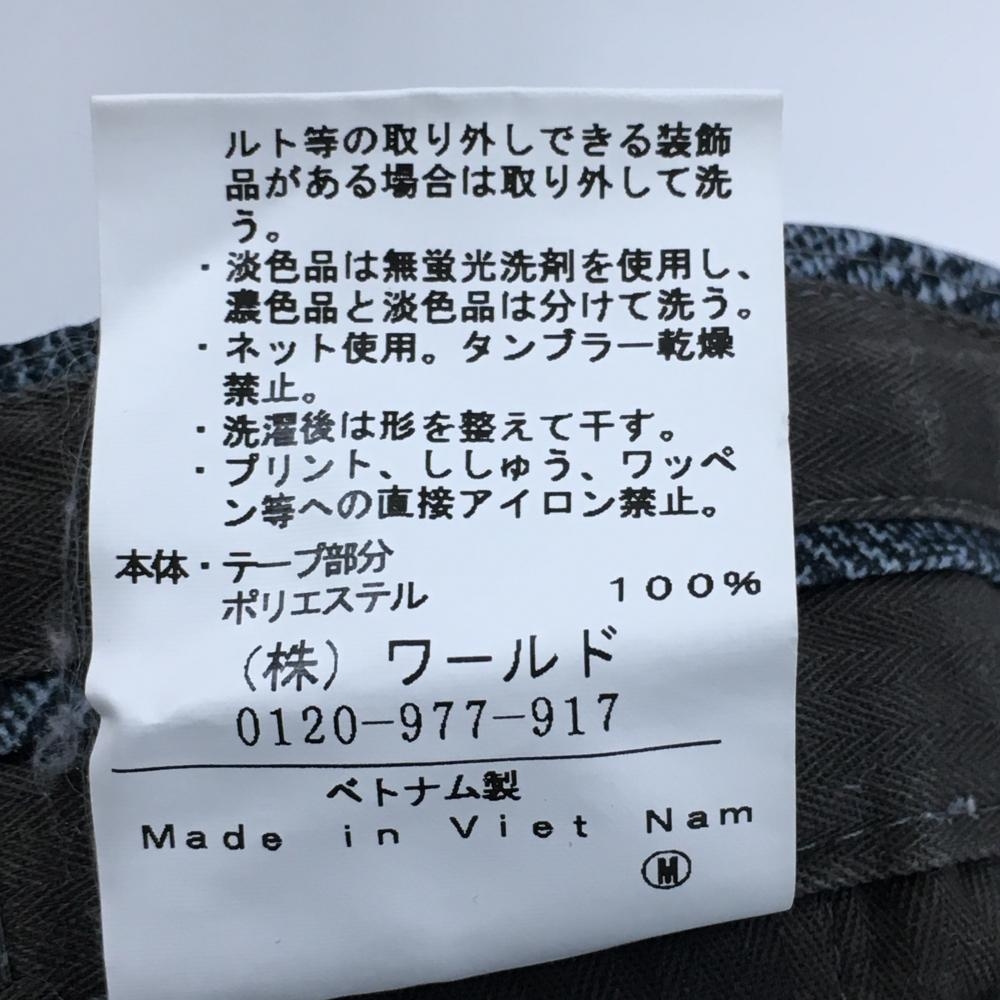 ルト等の取り外しできる装飾
品がある場合は取り外して洗
う。
・淡色品は無蛍光洗剤を使用し、
濃色品と淡色品は分けて洗う。
・ネット使用。タンブラー乾燥
禁止。
・洗濯後は形を整えて干す。
・プリント、ししゅう、ワッペ
ン等への直接アイロン禁止。
本体・テープ部分
ポリエステル 100%
(株) ワールド
0120-977-917
ベトナム製
Made in Viet Nam
Ⓜ